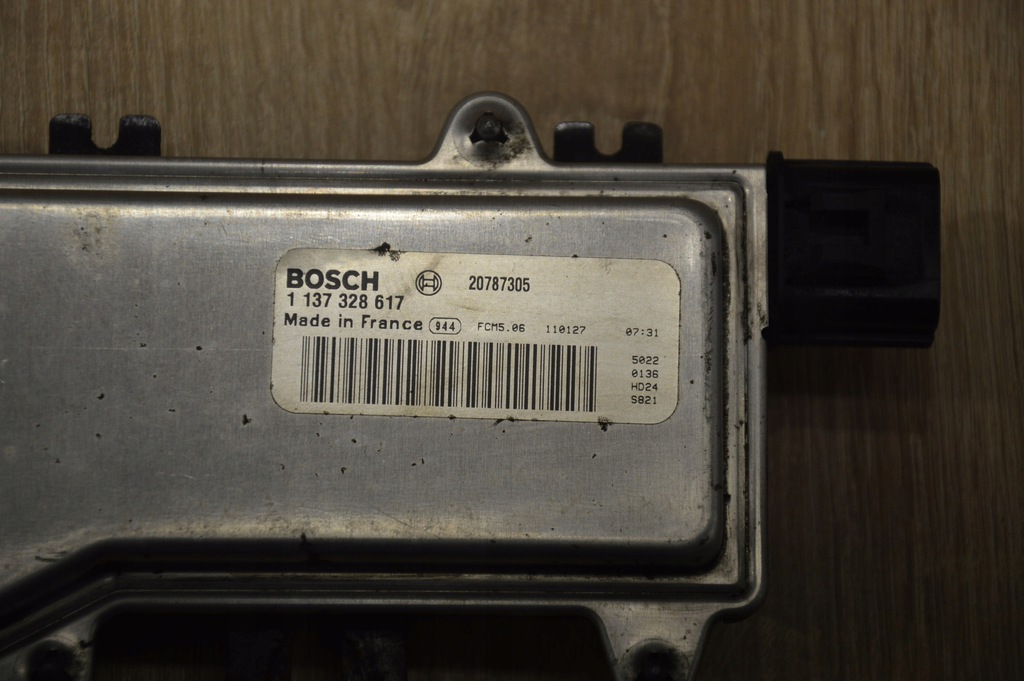 BOSCH 20787305
1 137 328 617
Made in France 944 FCM5.06 110127 07:31
5022
0136
HD24
S821